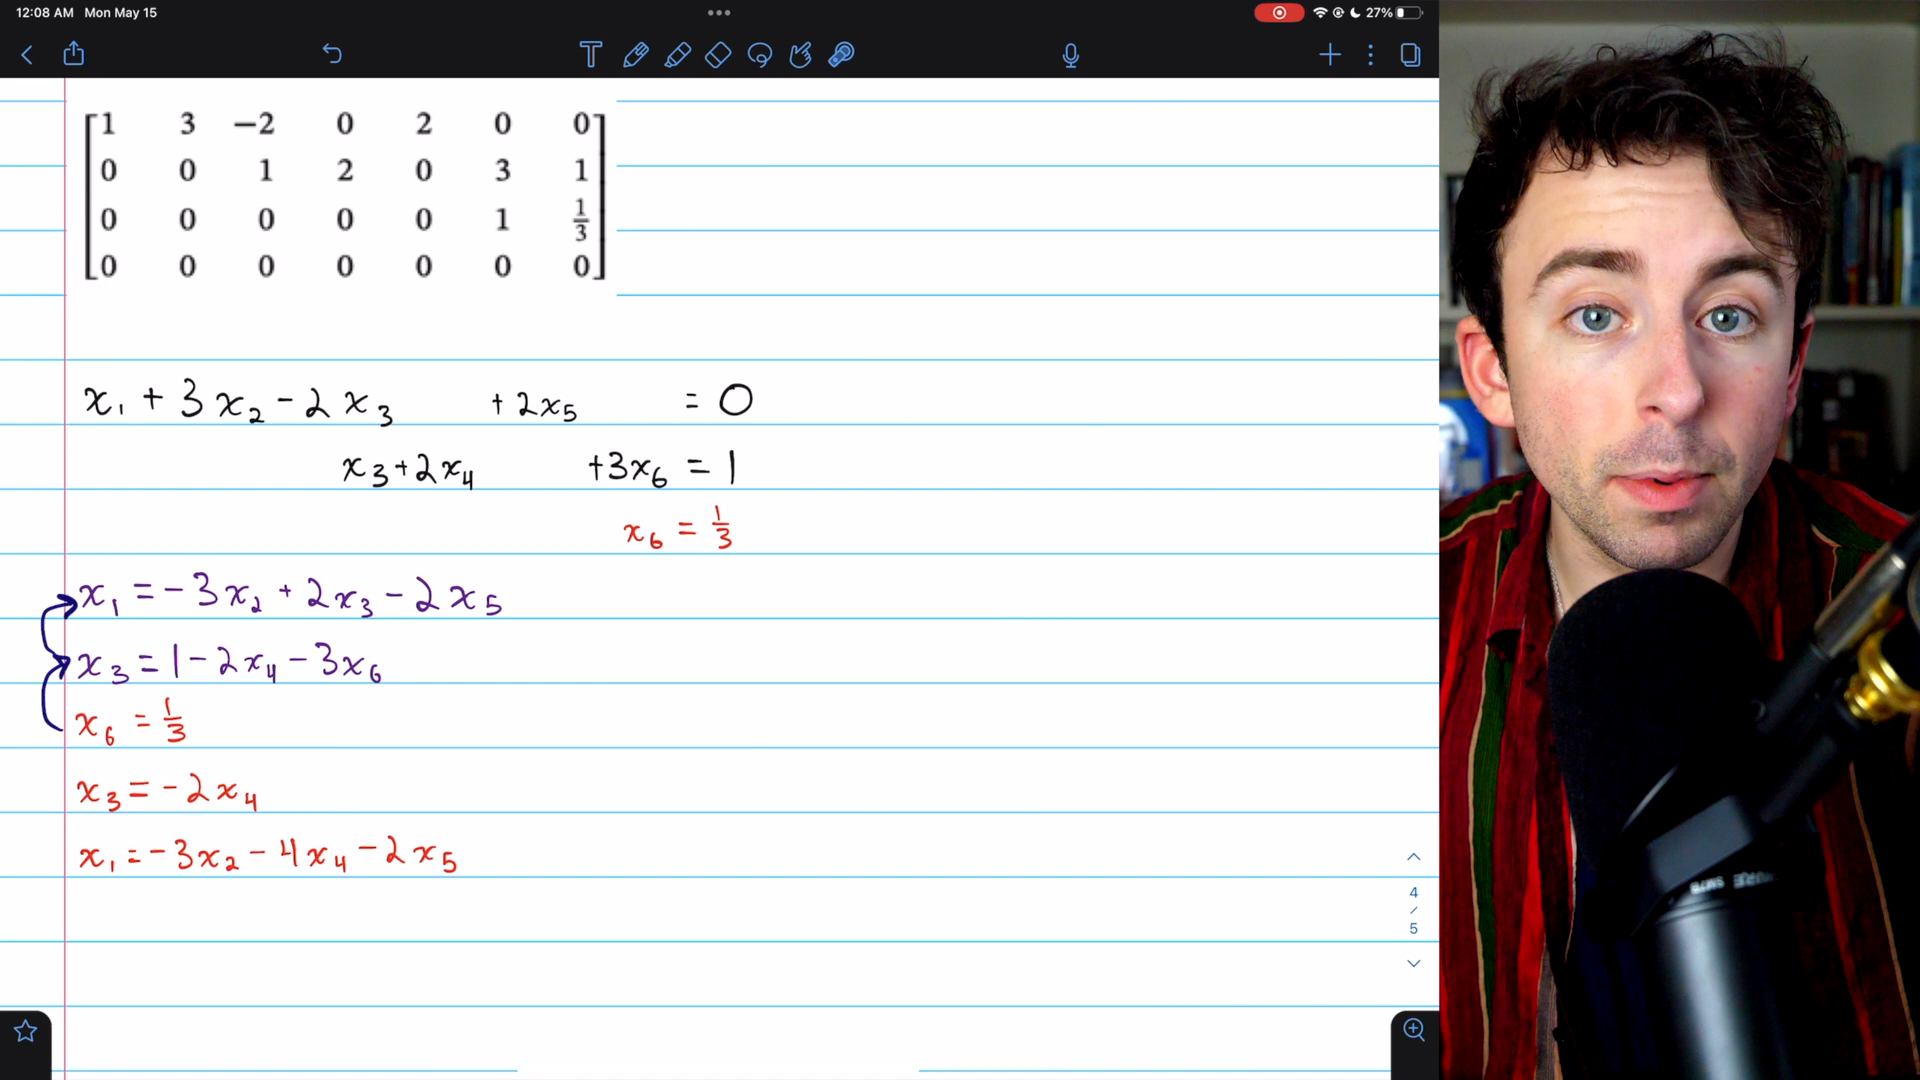 12:08 AM Mon May 15
27%
1 3 −2 0 2 0 0
0 0 1 2 0 3 1
0 0 0 0 0 1 1/3
0 0 0 0 0 0 0
x₁ + 3x₂ - 2x₃ + 2x₅ = 0
x₃ + 2x₄ + 3x₆ = 1
x₆ = 1/3
x₁ = -3x₂ + 2x₃ - 2x₅
x₃ = 1 - 2x₄ - 3x₆
x₆ = 1/3
x₃ = -2x₄
x₁ = -3x₂ - 4x₄ - 2x₅
4
/
5